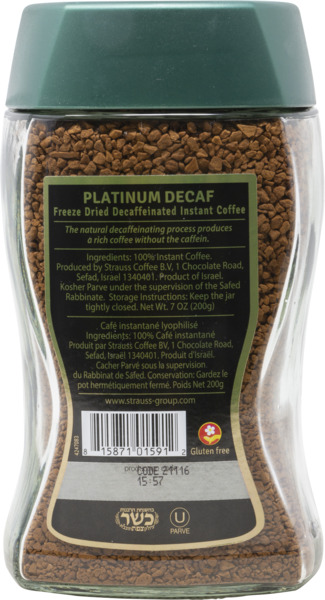 PLATINUM DECAF
Freeze Dried Decaffeinated Instant Coffee
The natural decaffeinating process produces
a rich coffee without the caffein.
Ingredients: 100% Instant Coffee.
Produced by Strauss Coffee B.V, 1 Chocolate Road,
Sefad, Israel 1340401. Product of Israel.
Kosher Parve under the supervision of the Safed
Rabbinate. Storage Instructions: Keep the jar
tightly closed. Net Wt. 7 OZ (200g)
Café instantané lyophilisé
Ingredients: 100% Café instantané
Produit par Strauss Coffee B.V, 1 Chocolate Road,
Sefad, Israël 1340401. Produit d'Israël.
Cacher Parvé sous la supervision
du Rabbinat de Safed. Conservation: Gardez le
pot hermétiquement fermé. Poids Net 200g
www.strauss-group.com
4247083
8 15871 01591 2
Gluten free
CODE 21116
15:57
כשר
U
PARVE